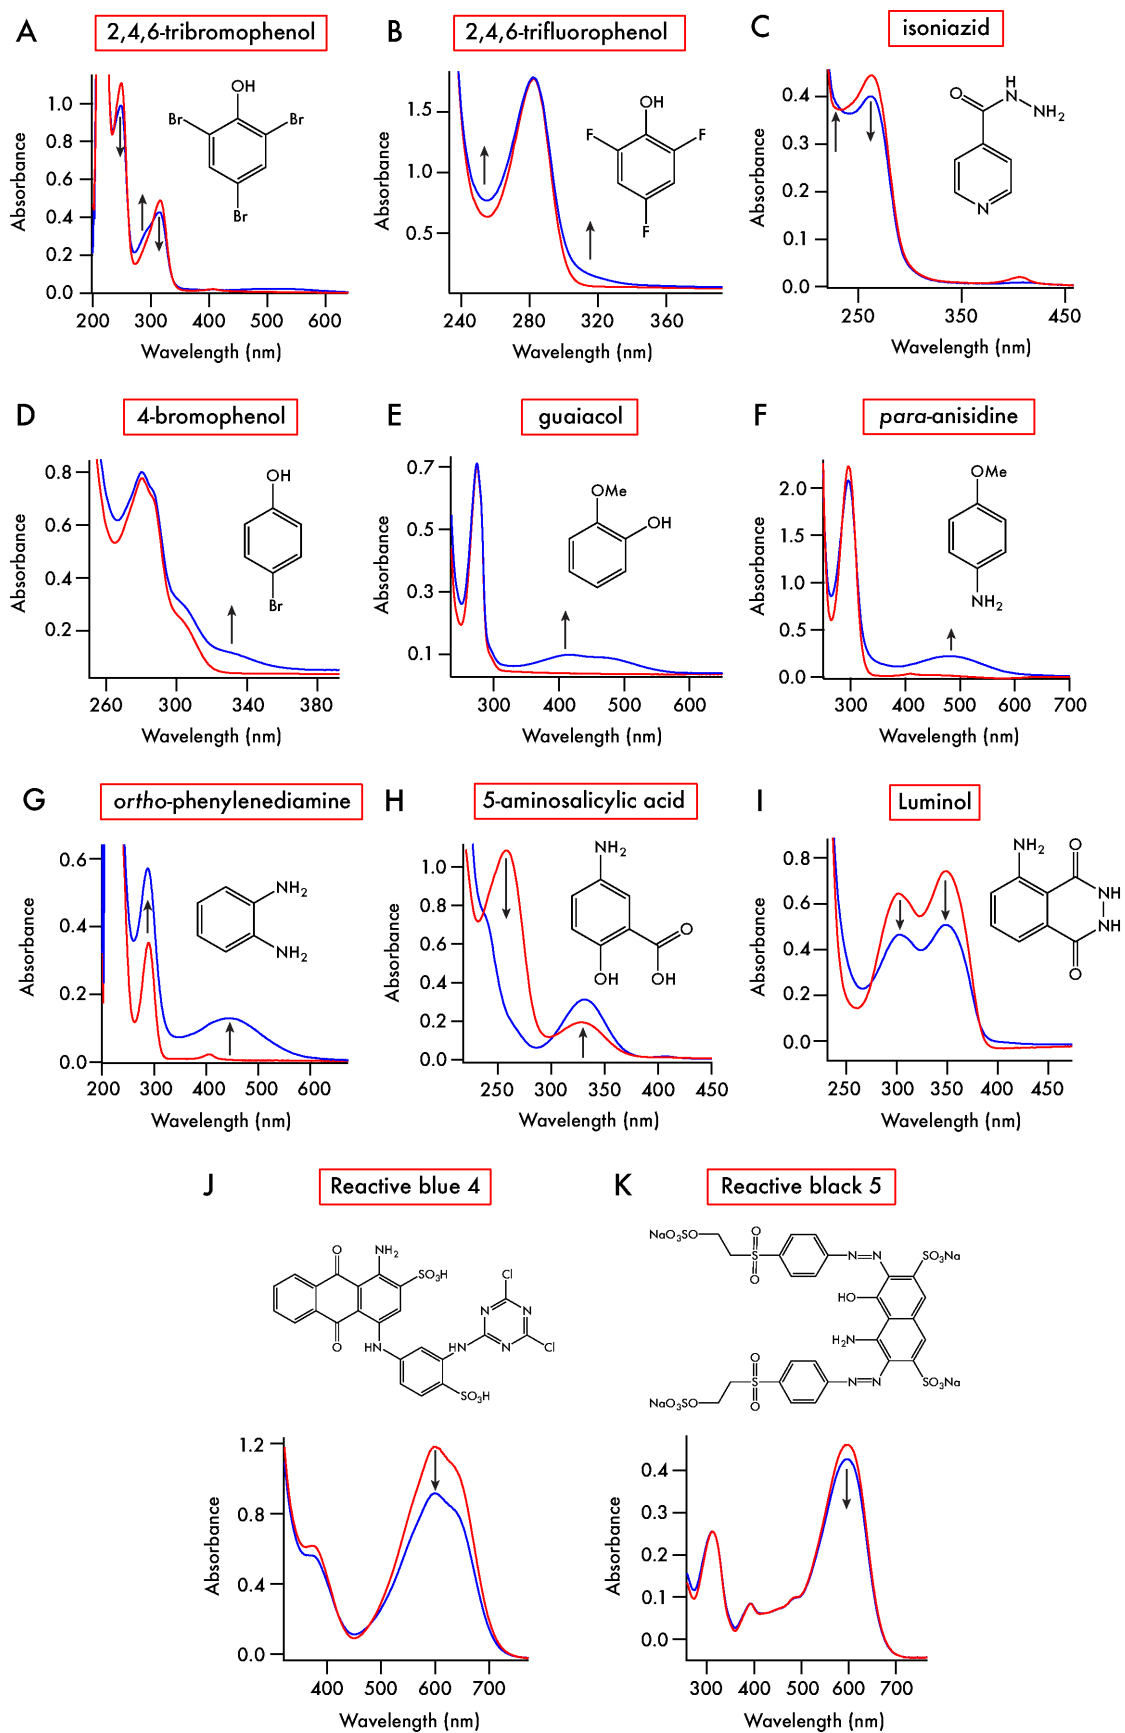 A
2,4,6-tribromophenol
Absorbance
1.0
0.8
0.6
0.4
0.2
0.0
200 300 400 500 600
Wavelength (nm)
OH
Br
Br
Br
B
2,4,6-trifluorophenol
Absorbance
1.5
1.0
0.5
240 280 320 360
Wavelength (nm)
OH
F
F
F
C
isoniazid
Absorbance
0.4
0.3
0.2
0.1
0.0
250 350 450
Wavelength (nm)
O
H
N
NH2
N
D
4-bromophenol
Absorbance
0.8
0.6
0.4
0.2
260 300 340 380
Wavelength (nm)
OH
Br
E
guaiacol
Absorbance
0.7
0.5
0.3
0.1
300 400 500 600
Wavelength (nm)
OMe
OH
F
para-anisidine
Absorbance
2.0
1.5
1.0
0.5
0.0
300 400 500 600 700
Wavelength (nm)
OMe
NH2
G
ortho-phenylenediamine
Absorbance
0.6
0.4
0.2
0.0
200 300 400 500 600
Wavelength (nm)
NH2
NH2
H
5-aminosalicylic acid
Absorbance
1.0
0.8
0.6
0.4
0.2
0.0
250 300 350 400 450
Wavelength (nm)
NH2
O
OH OH
I
Luminol
Absorbance
0.8
0.6
0.4
0.2
0.0
250 300 350 400 450
Wavelength (nm)
NH2 O
NH
NH
O
J
Reactive blue 4
O NH2
SO3H
Cl
N N
O HN HN N Cl
SO3H
Absorbance
1.2
0.8
0.4
0.0
400 500 600 700
Wavelength (nm)
K
Reactive black 5
NaO3SO
O
S
O
N=N
SO3Na
HO
H2N
NaO3SO
O
S
O
N=N
SO3Na
Absorbance
0.4
0.3
0.2
0.1
0.0
300 400 500 600 700
Wavelength (nm)